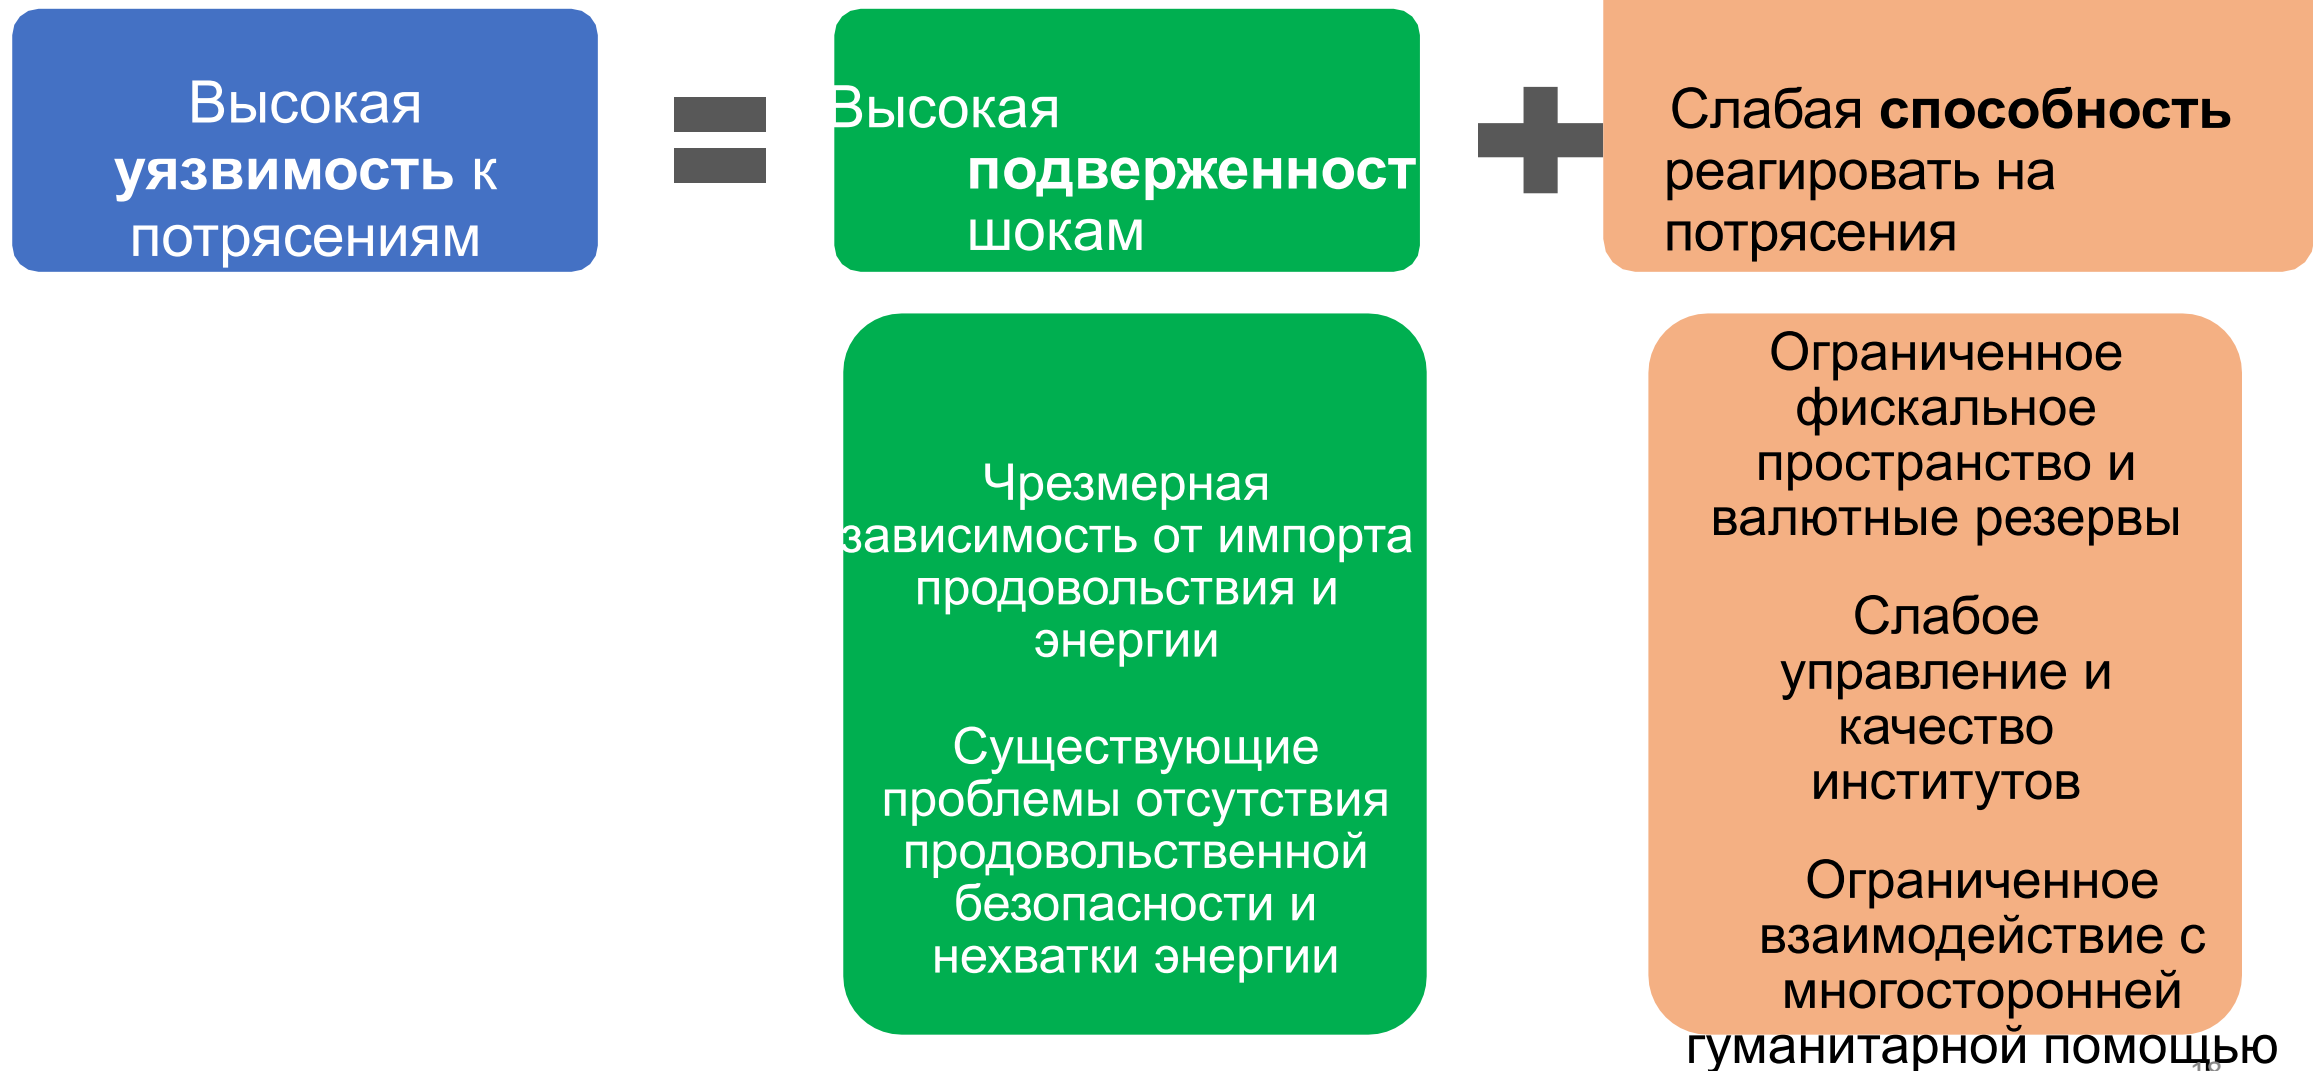 Высокая
уязвимость к
потрясениям
Высокая
подверженност
шокам
Слабая способность
реагировать на
потрясения
Чрезмерная
зависимость от импорта
продовольствия и
энергии
Существующие
проблемы отсутствия
продовольственной
безопасности и
нехватки энергии
Ограниченное
фискальное
пространство и
валютные резервы
Слабое
управление и
качество
институтов
Ограниченное
взаимодействие с
многосторонней
гуманитарной помощью